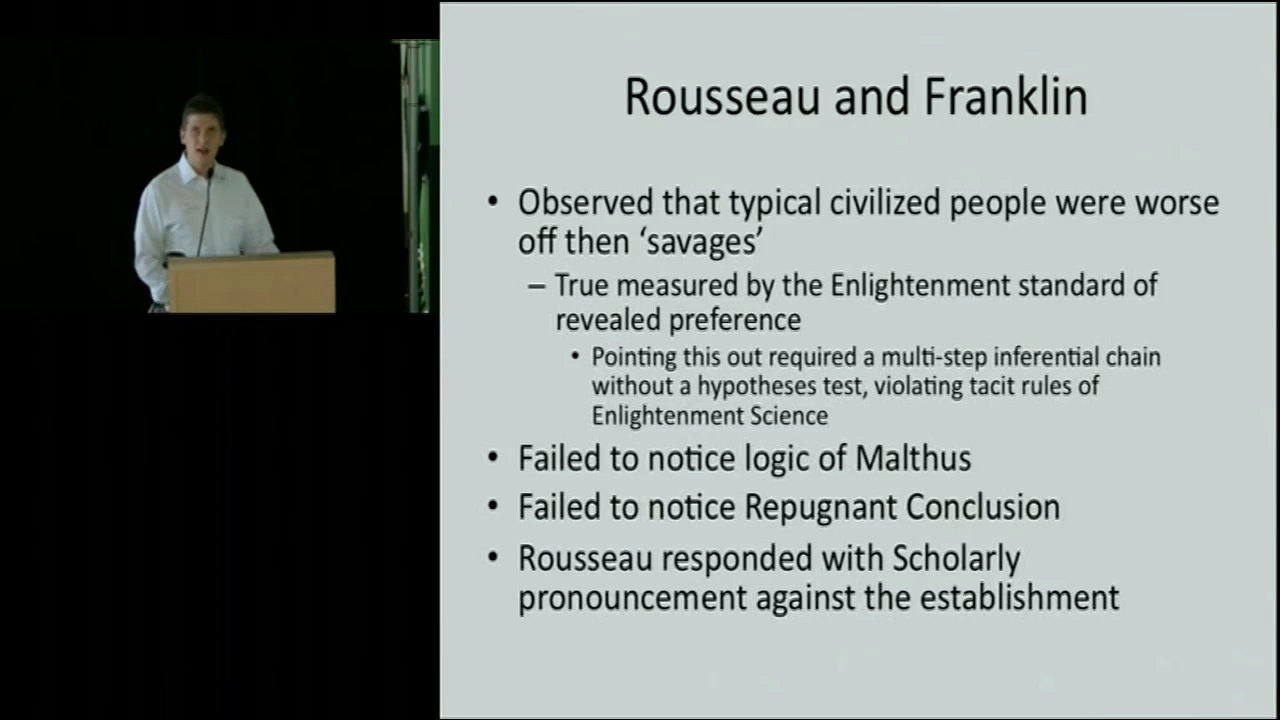 Rousseau and Franklin
• Observed that typical civilized people were worse
off then ‘savages’
– True measured by the Enlightenment standard of
revealed preference
• Pointing this out required a multi-step inferential chain
without a hypotheses test, violating tacit rules of
Enlightenment Science
• Failed to notice logic of Malthus
• Failed to notice Repugnant Conclusion
• Rousseau responded with Scholarly
pronouncement against the establishment